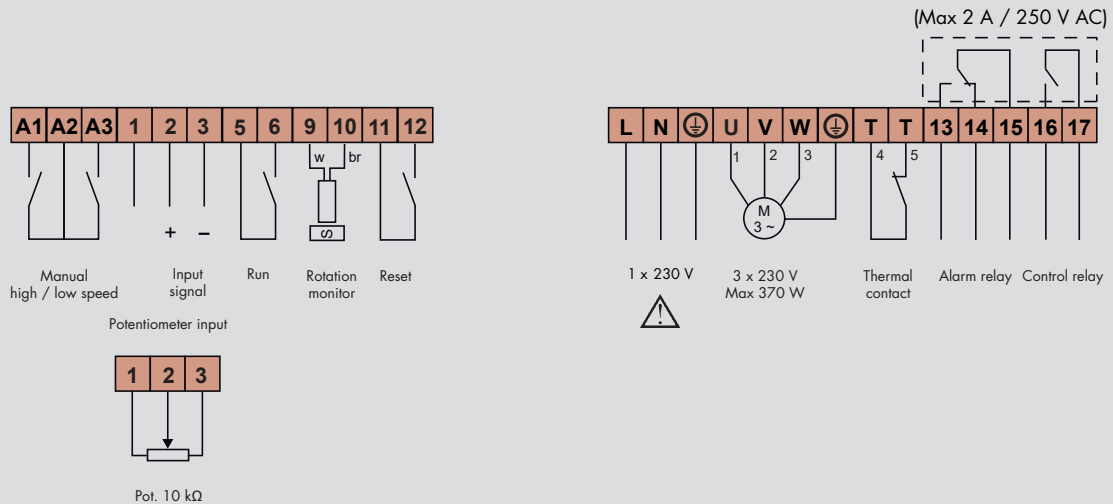 (Max 2 A / 250 V AC)
A1 A2 A3 1 2 3 5 6 9 10 11 12
L N U V W T T 13 14 15 16 17
w br
1 2 3 4 5
S
M
3 ~
+ –
Manual
high / low speed
Input
signal
Run
Rotation
monitor
Reset
1 x 230 V
3 x 230 V
Max 370 W
Thermal
contact
Alarm relay
Control relay
Potentiometer input
1 2 3
Pot. 10 kΩ